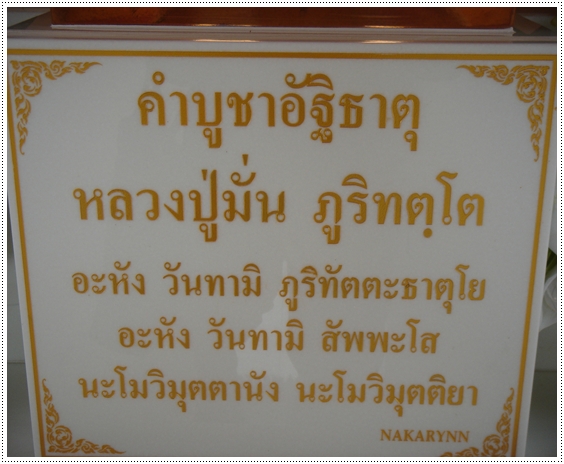 คำบูชาอัฐิธาตุ
หลวงปู่มั่น ภูริทตฺโต
อะหัง วันทามิ ภูริทัตตะธาตุโย
อะหัง วันทามิ สัพพะโส
นะโมวิมุตตานัง นะโมวิมุตติยา
NAKARYNN